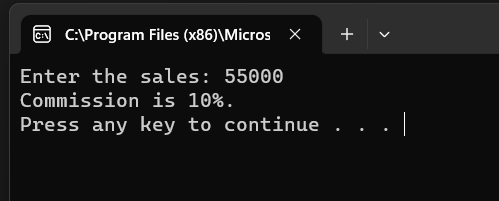 C:\Program Files (x86)\Micros
Enter the sales: 55000
Commission is 10%.
Press any key to continue . . .